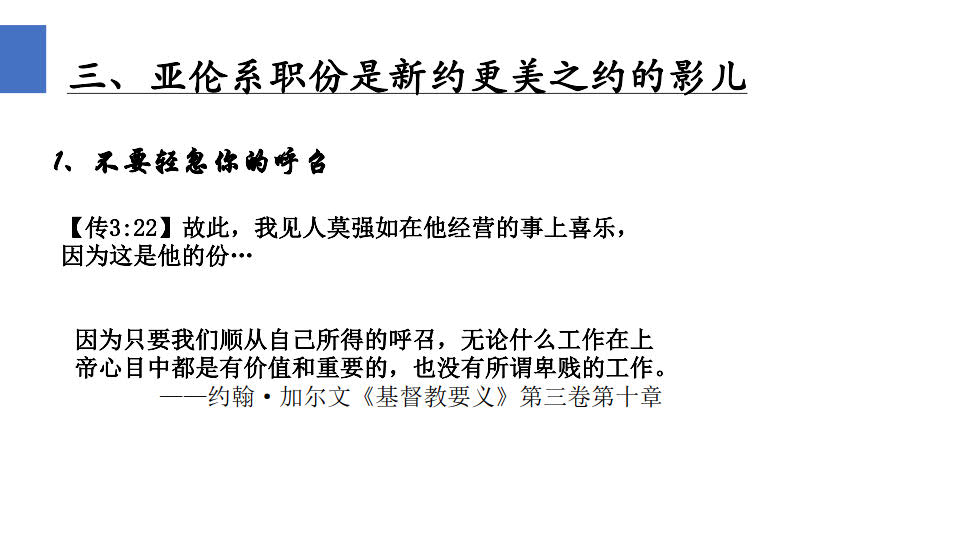 三、亚伦系职份是新约更美之约的影儿
1、不要轻忽你的呼召
【传3:22】故此，我见人莫强如在他经营的事上喜乐，
因为这是他的份…
因为只要我们顺从自己所得的呼召，无论什么工作在上
帝心目中都是有价值和重要的，也没有所谓卑贱的工作。
——约翰·加尔文《基督教要义》第三卷第十章